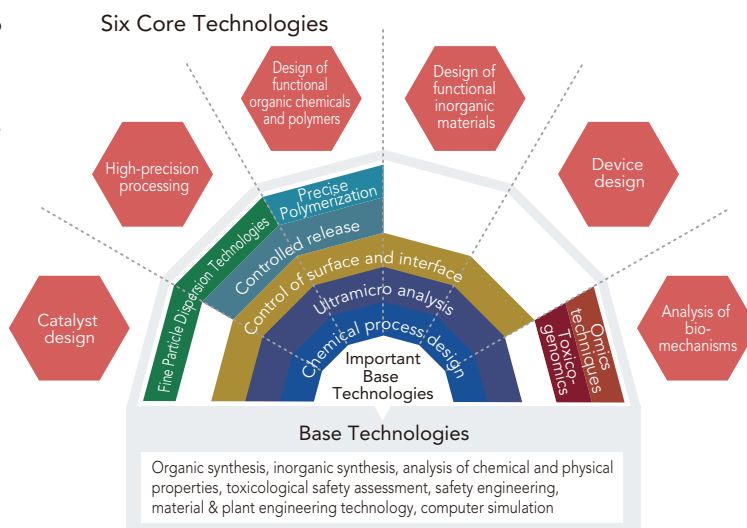 Six Core Technologies
Design of
functional
organic chemicals
and polymers
Design of
functional
inorganic
materials
High-precision
processing
Device
design
Catalyst
design
Analysis of
bio-
mechanisms
Precise
Polymerization
Fine Particle Dispersion Technologies
Controlled release
Control of surface and interface
Ultramicro analysis
Chemical process design
Omics
techniques
Toxico-
genomics
Important
Base
Technologies
Base Technologies
Organic synthesis, inorganic synthesis, analysis of chemical and physical
properties, toxicological safety assessment, safety engineering,
material & plant engineering technology, computer simulation